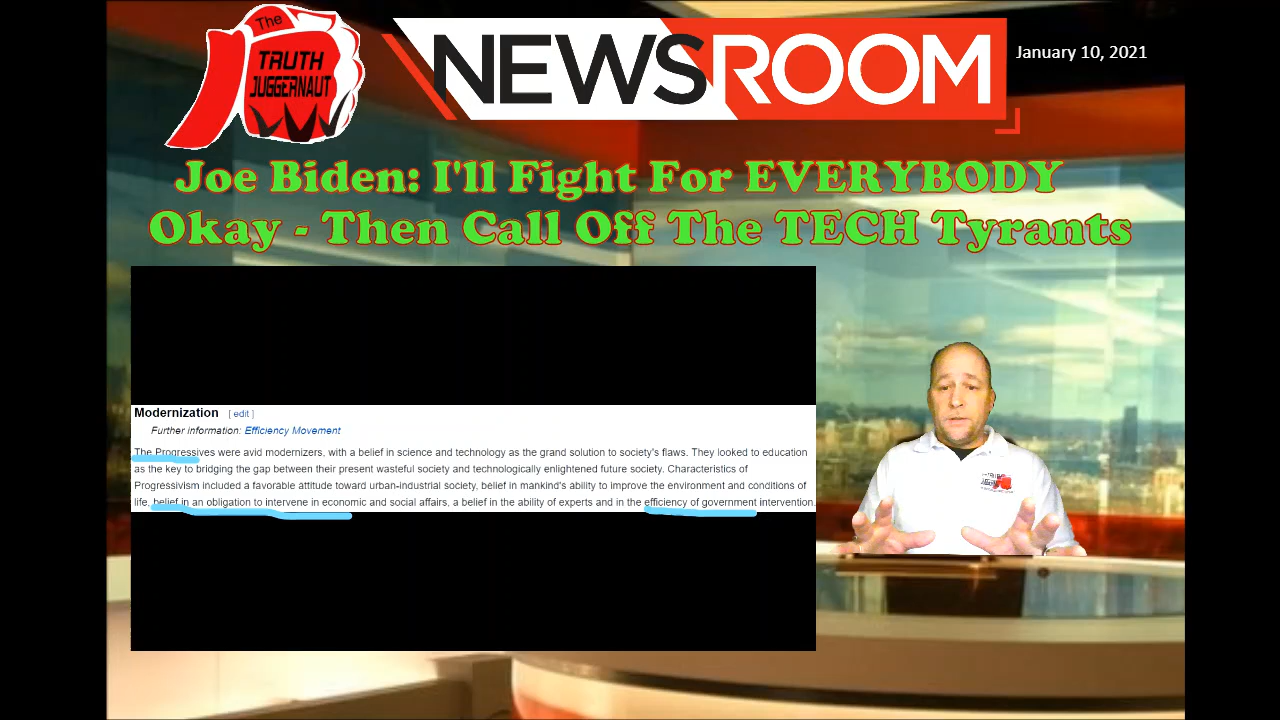 The
TRUTH
JUGGERNAUT
NEWSROOM
January 10, 2021
Joe Biden: I'll Fight For EVERYBODY
Okay - Then Call Off The TECH Tyrants
Modernization [ edit ]
Further information: Efficiency Movement
The Progressives were avid modernizers, with a belief in science and technology as the grand solution to society's flaws. They looked to education
as the key to bridging the gap between their present wasteful society and technologically enlightened future society. Characteristics of
Progressivism included a favorable attitude toward urban-industrial society, belief in mankind's ability to improve the environment and conditions of
life, belief in an obligation to intervene in economic and social affairs, a belief in the ability of experts and in the efficiency of government intervention.